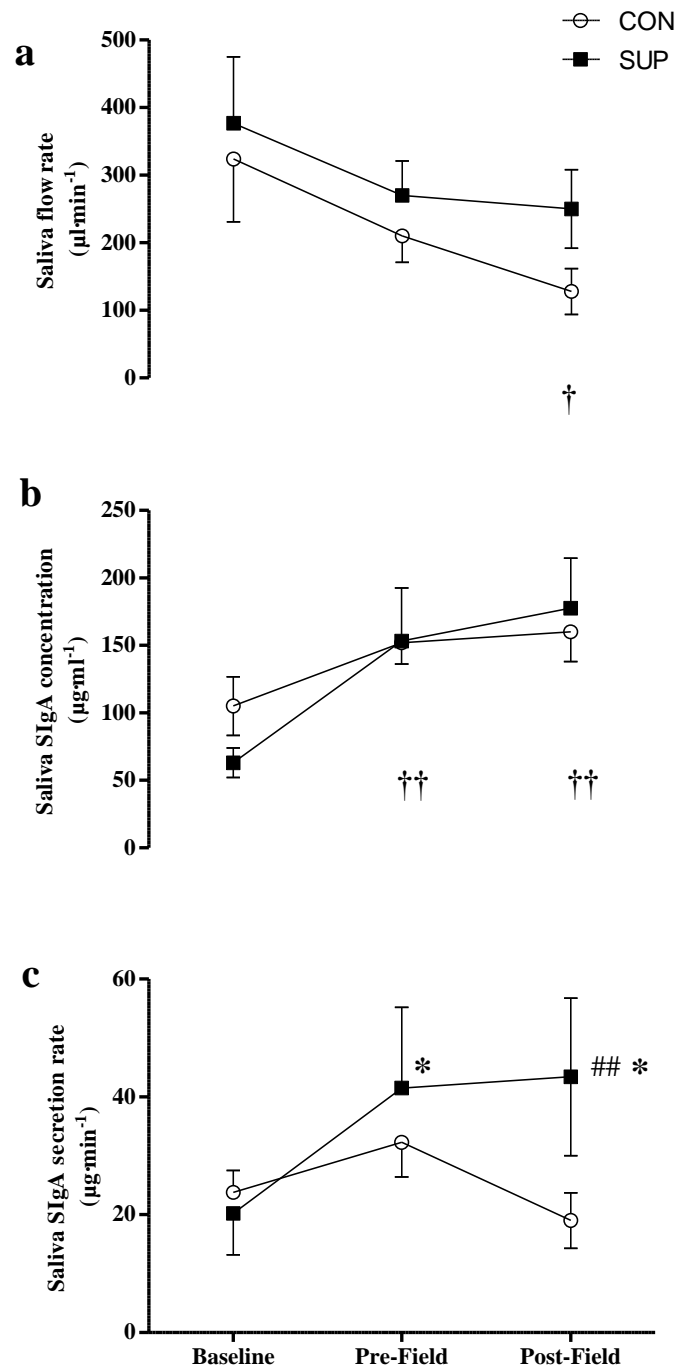 CON
SUP
a
500
400
300
200
100
0
Saliva flow rate
(µl·min-1)
†
b
250
200
150
100
50
0
Saliva SIgA concentration
(µg·ml-1)
††
††
c
60
40
20
0
Saliva SIgA secretion rate
(µg·min-1)
*
## *
Baseline Pre-Field Post-Field